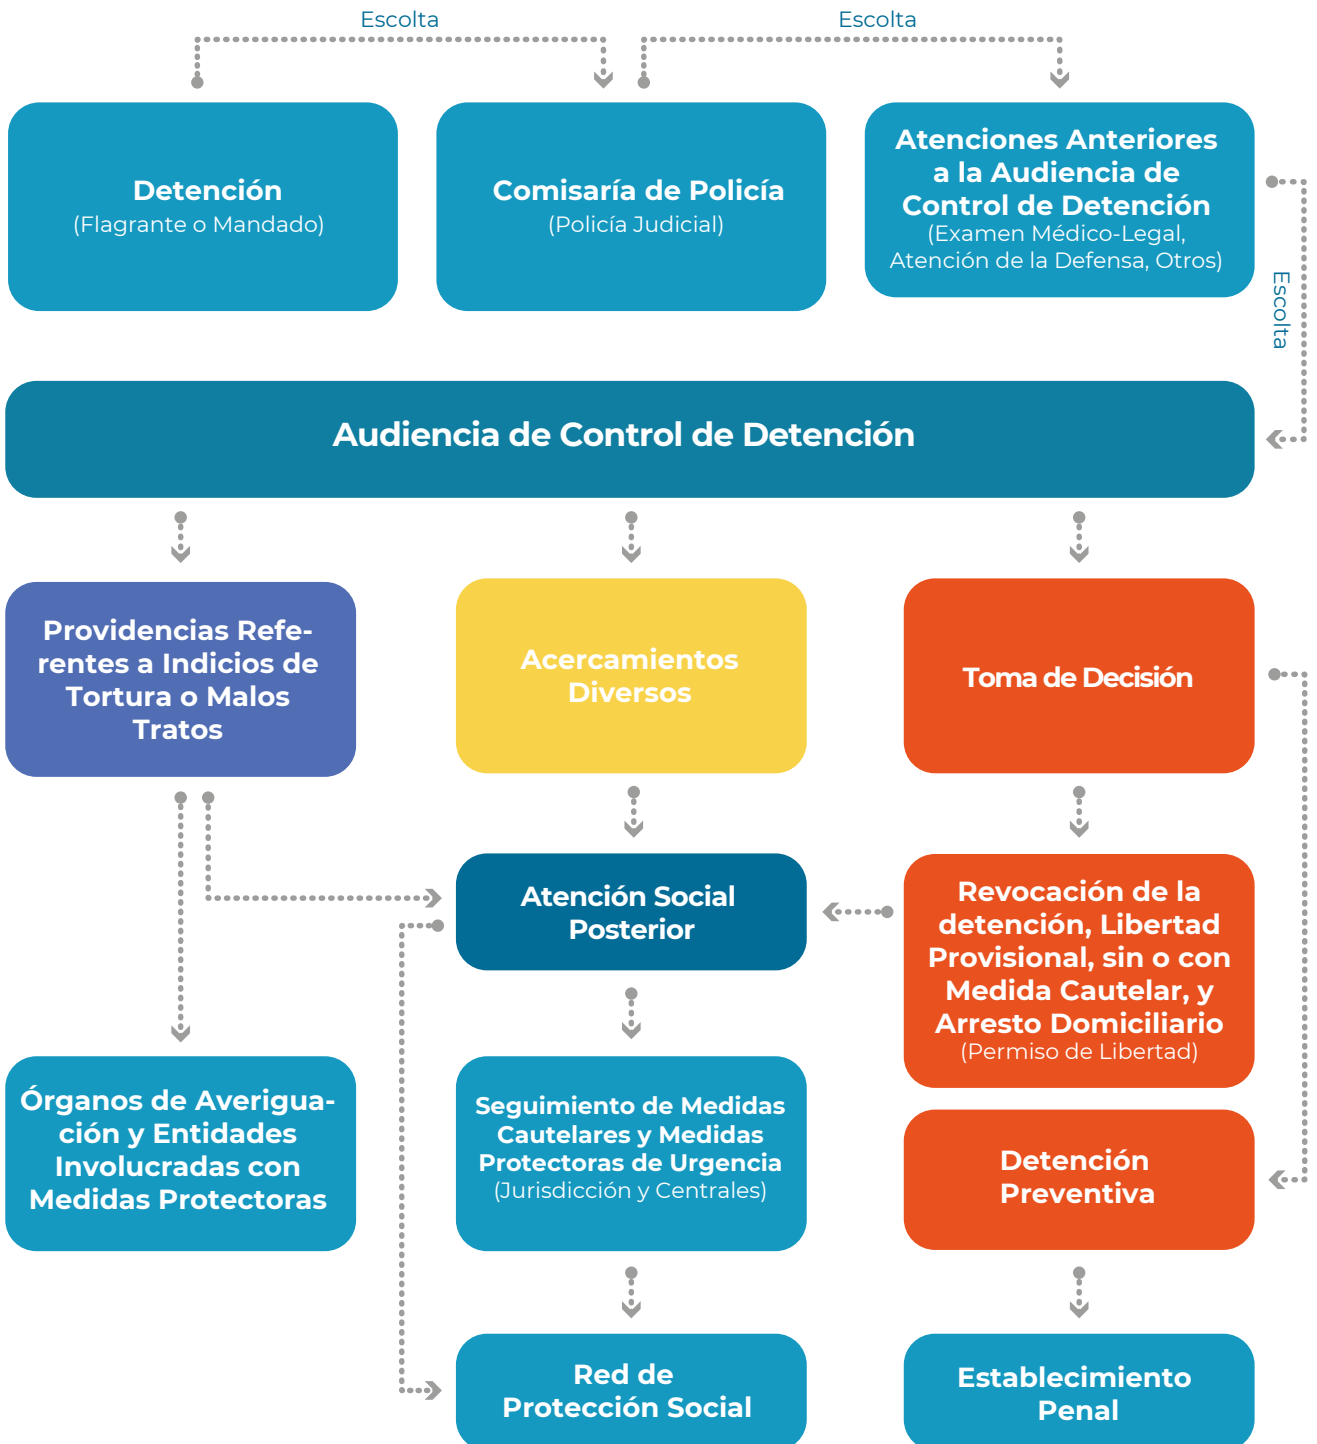 Escolta
Escolta
Detención
(Flagrante o Mandado)
Comisaría de Policía
(Policía Judicial)
Atenciones Anteriores
a la Audiencia de
Control de Detención
(Examen Médico-Legal,
Atención de la Defensa, Otros)
Escolta
Audiencia de Control de Detención
Providencias Refe-
rentes a Indicios de
Tortura o Malos
Tratos
Acercamientos
Diversos
Toma de Decisión
Atención Social
Posterior
Revocación de la
detención, Libertad
Provisional, sin o con
Medida Cautelar, y
Arresto Domiciliario
(Permiso de Libertad)
Órganos de Averigua-
ción y Entidades
Involucradas con
Medidas Protectoras
Seguimiento de Medidas
Cautelares y Medidas
Protectoras de Urgencia
(Jurisdicción y Centrales)
Detención
Preventiva
Red de
Protección Social
Establecimiento
Penal